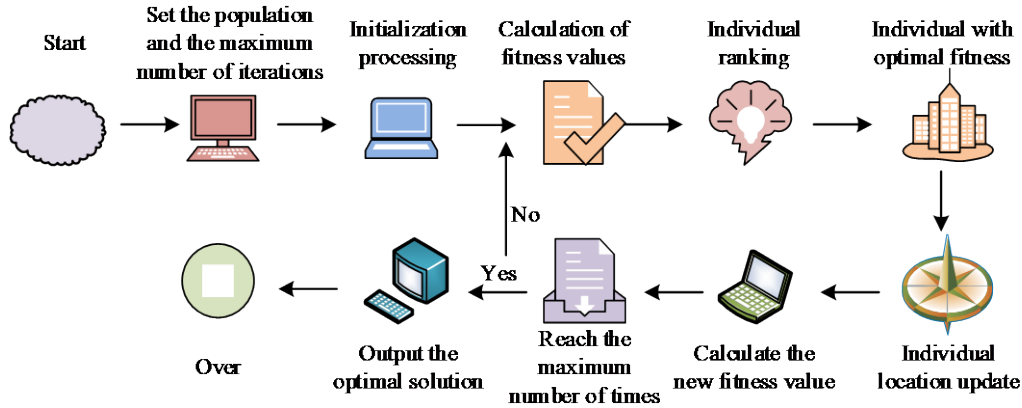 Start
Set the population
and the maximum
number of iterations
Initialization
processing
Calculation of
fitness values
Individual
ranking
Individual with
optimal fitness
No
Yes
Over
Output the
optimal solution
Reach the
maximum
number of times
Calculate the
new fitness value
Individual
location update